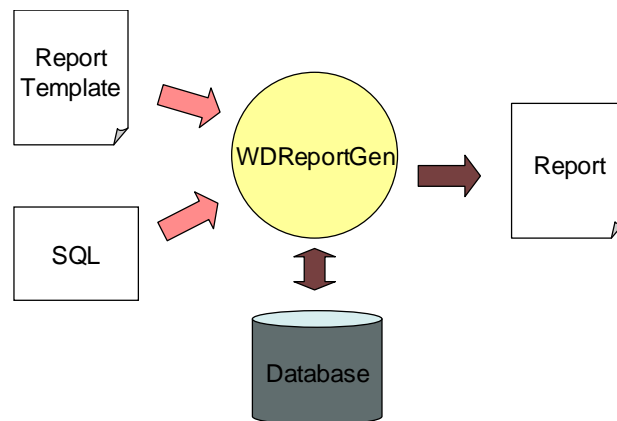 Report
Template
WDReportGen
Report
SQL
Database